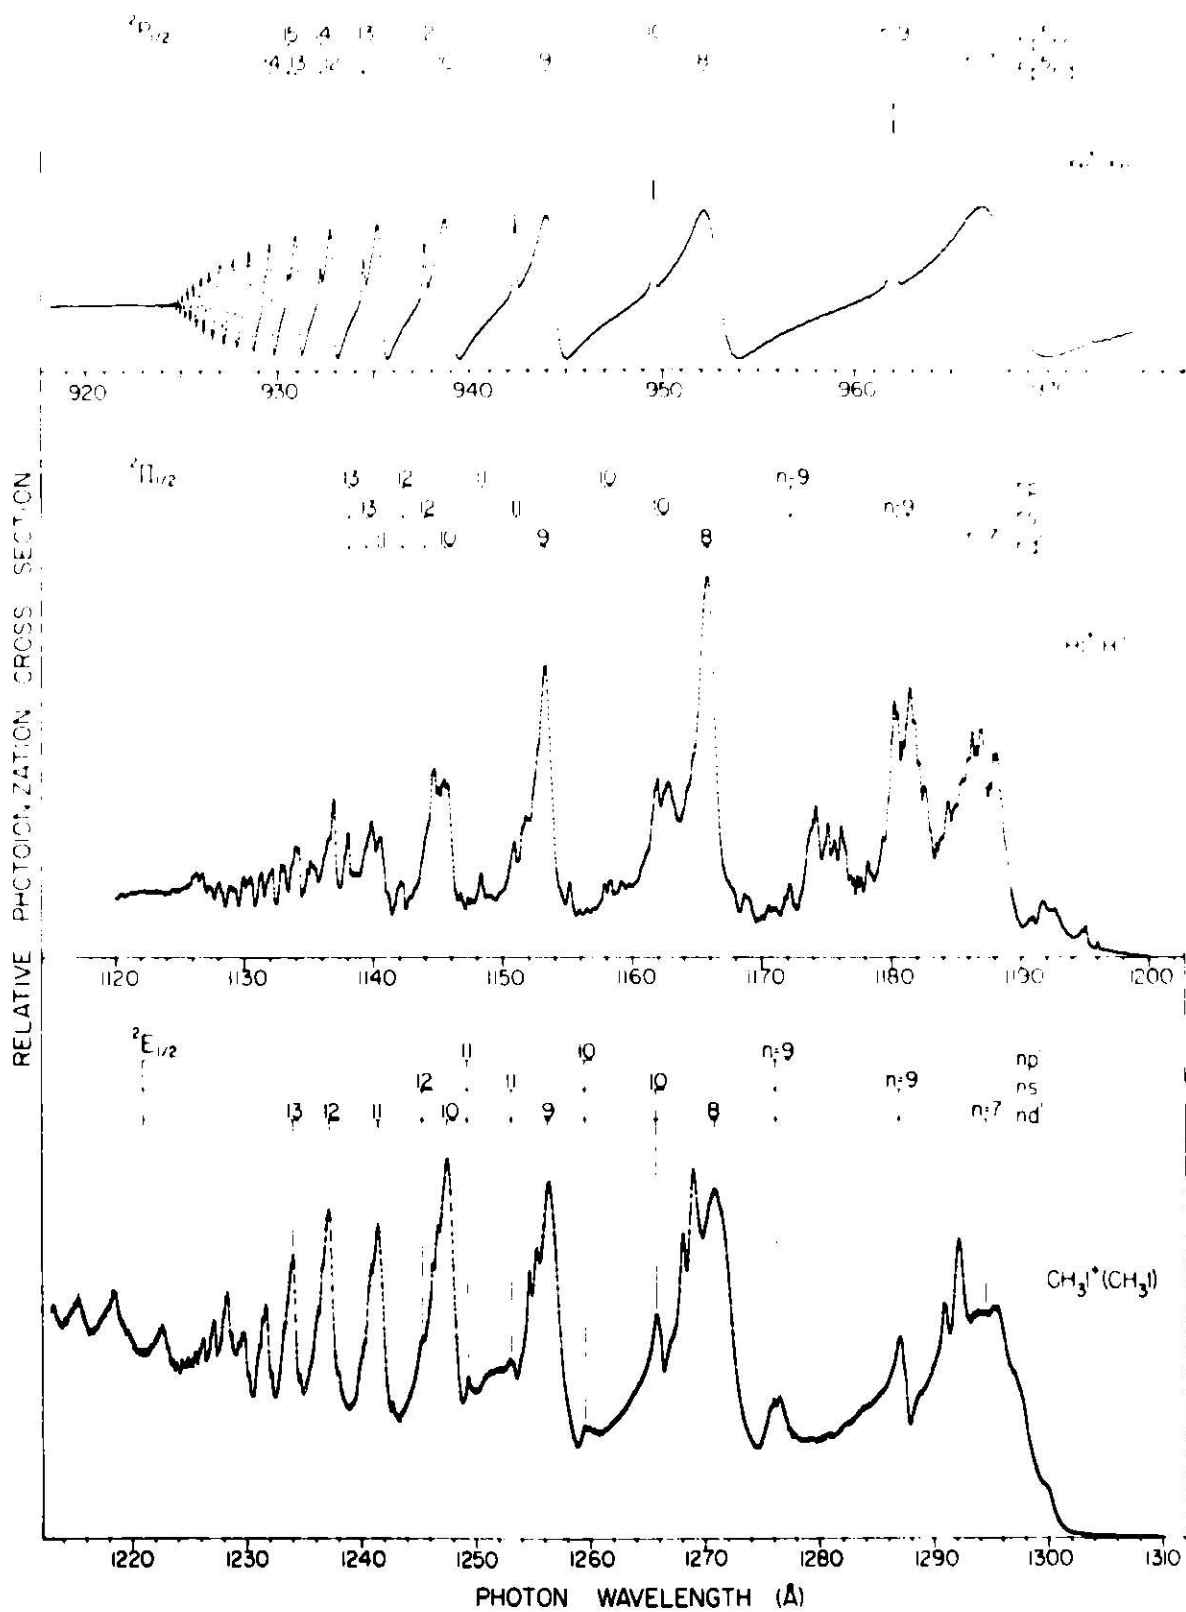 ²P₁/₂ 15 14 13 12 10
14 13 12 10 9 8
920 930 940 950 960
²Π₁/₂ 13 12 11 10 n=9
13 12 11 10 n=9
11 10 9 8
RELATIVE PHOTOIONIZATION CROSS SECTION
1120 1130 1140 1150 1160 1170 1180 1190 1200
²E₁/₂ 11 10 n=9 np'
12 11 10 n=9 ns'
13 12 11 10 9 8 n=7 nd'
CH₃I⁺(CH₃I)
1220 1230 1240 1250 1260 1270 1280 1290 1300 1310
PHOTON WAVELENGTH (Å)